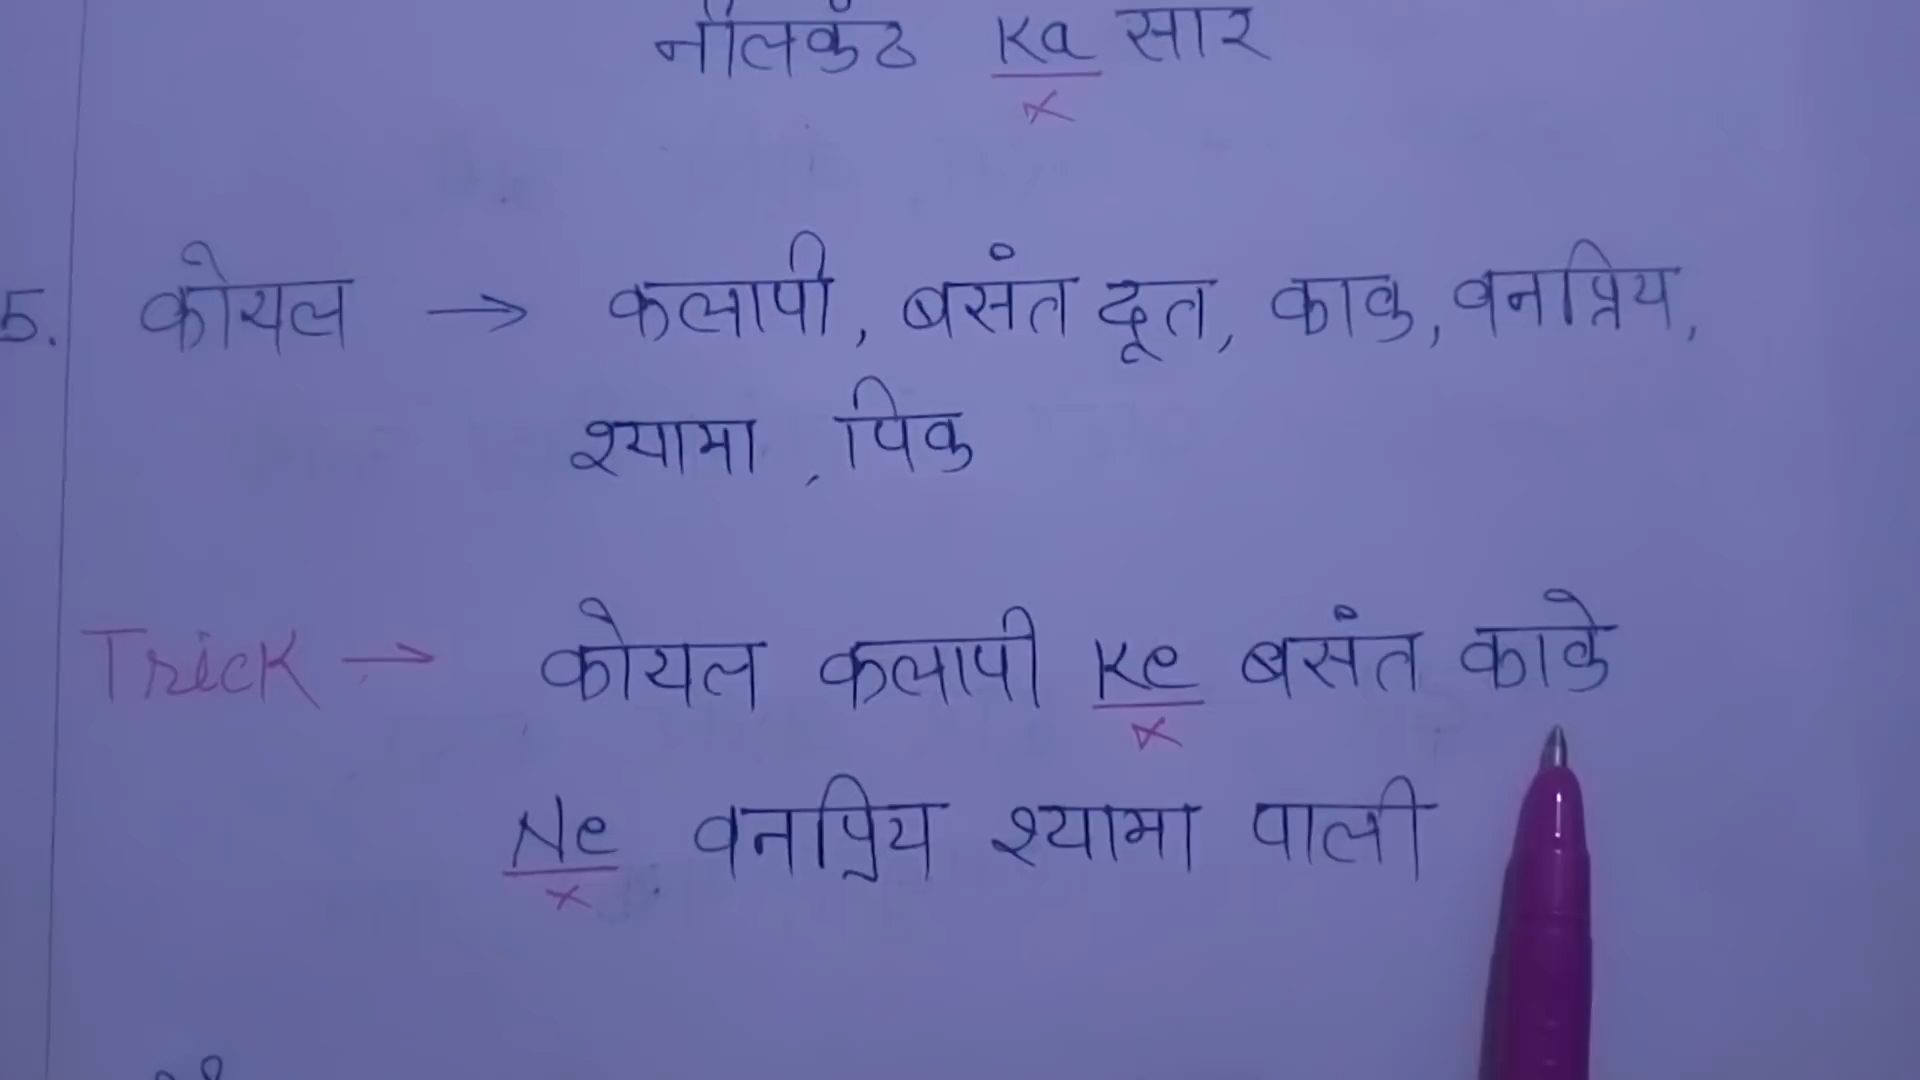 नीलकंठ Ka सार
x
5. कोयल → कलापी, बसंत दूत, काक, वनप्रिय,
श्यामा, पिक
Trick → कोयल कलापी Ke बसंत काके
x
Ne वनप्रिय श्यामा पाली
x